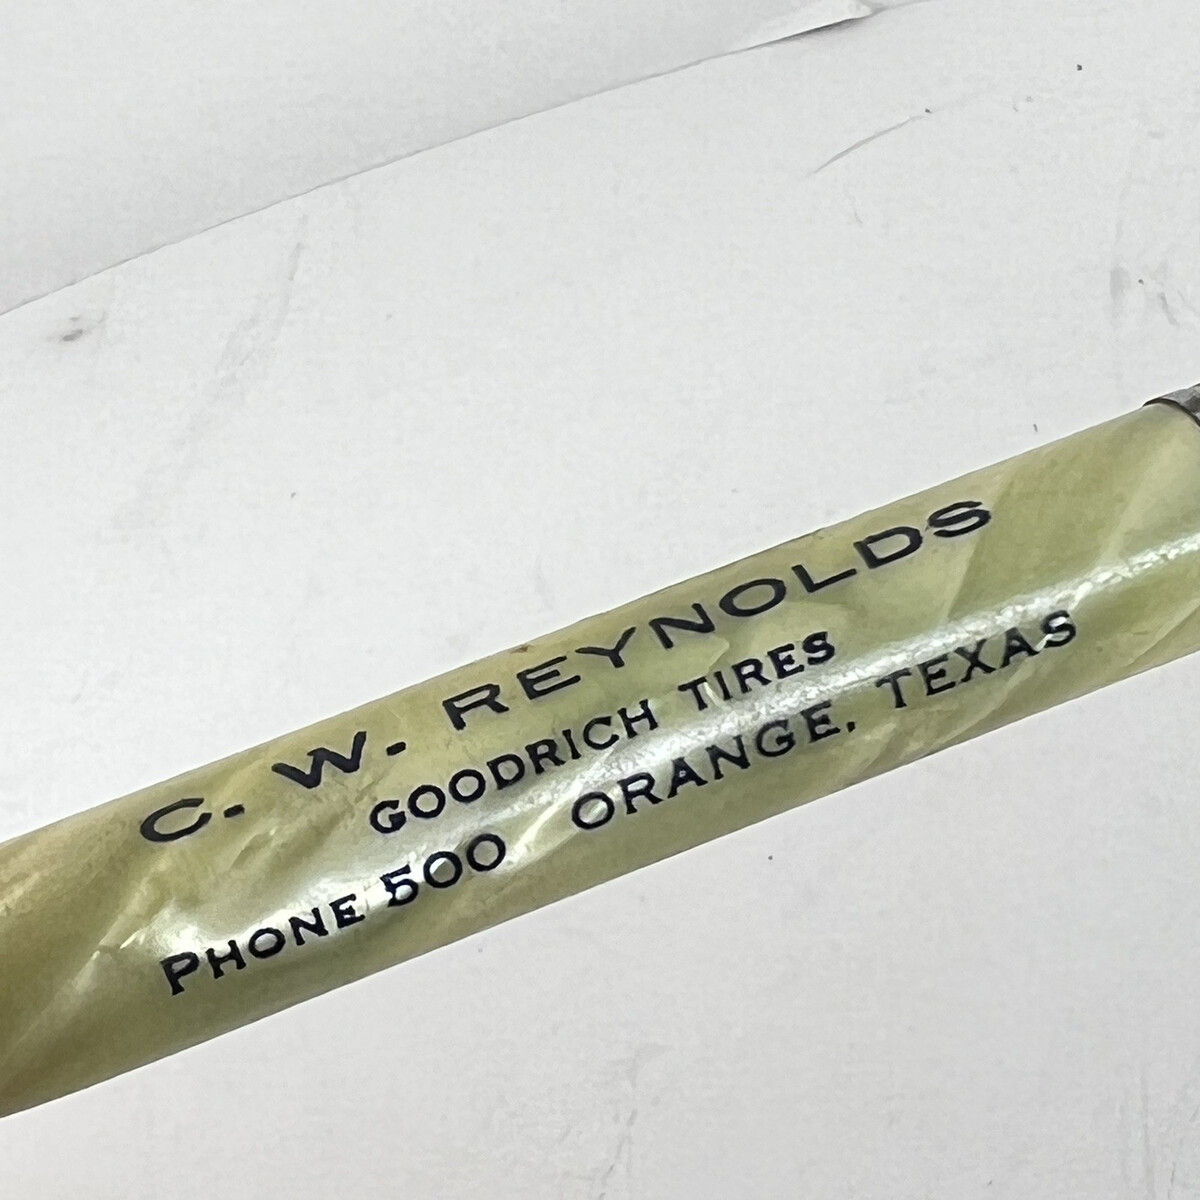 C. W. REYNOLDS
GOODRICH TIRES
PHONE 500 ORANGE, TEXAS